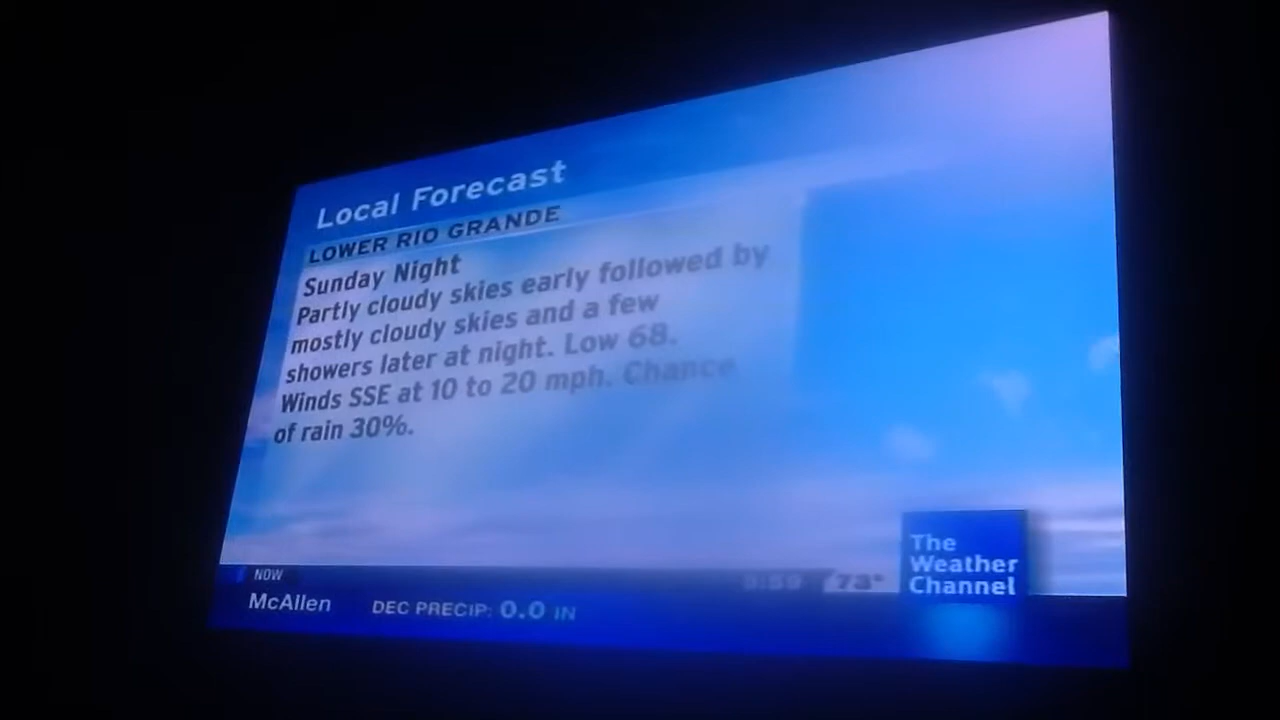 Local Forecast
LOWER RIO GRANDE
Sunday Night
Partly cloudy skies early followed by
mostly cloudy skies and a few
showers later at night. Low 68.
Winds SSE at 10 to 20 mph. Chance
of rain 30%.
NOW
73°
McAllen
DEC PRECIP: 0.0 IN
The
Weather
Channel